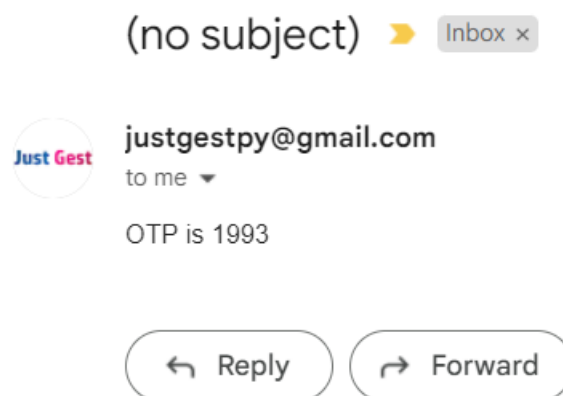 (no subject) Inbox ×
Just Gest
justgestpy@gmail.com
to me
OTP is 1993
Reply Forward